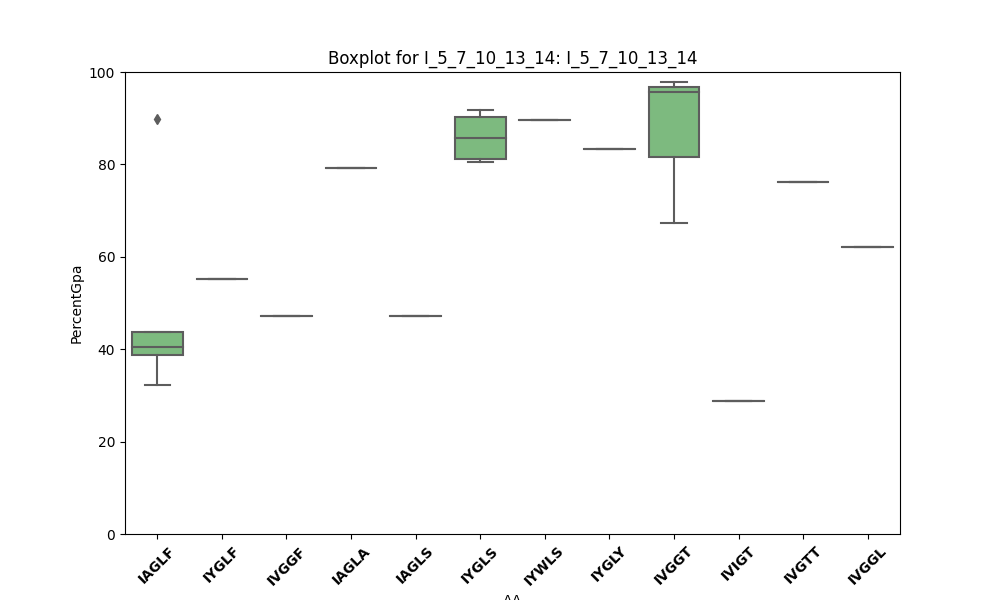 Boxplot for I_5_7_10_13_14: I_5_7_10_13_14
100
80
60
40
20
0
PercentGpa
IAGLF IYGLF IVGGF IAGLA IAGLS IYGLS IYWLS IYGLY IVGGT IVIGT IVGTT IVGGL
AA